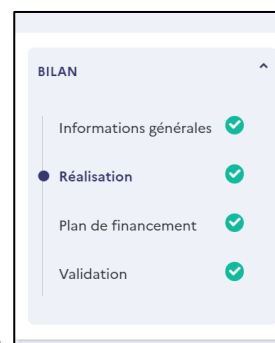 BILAN
Informations générales
Réalisation
Plan de financement
Validation